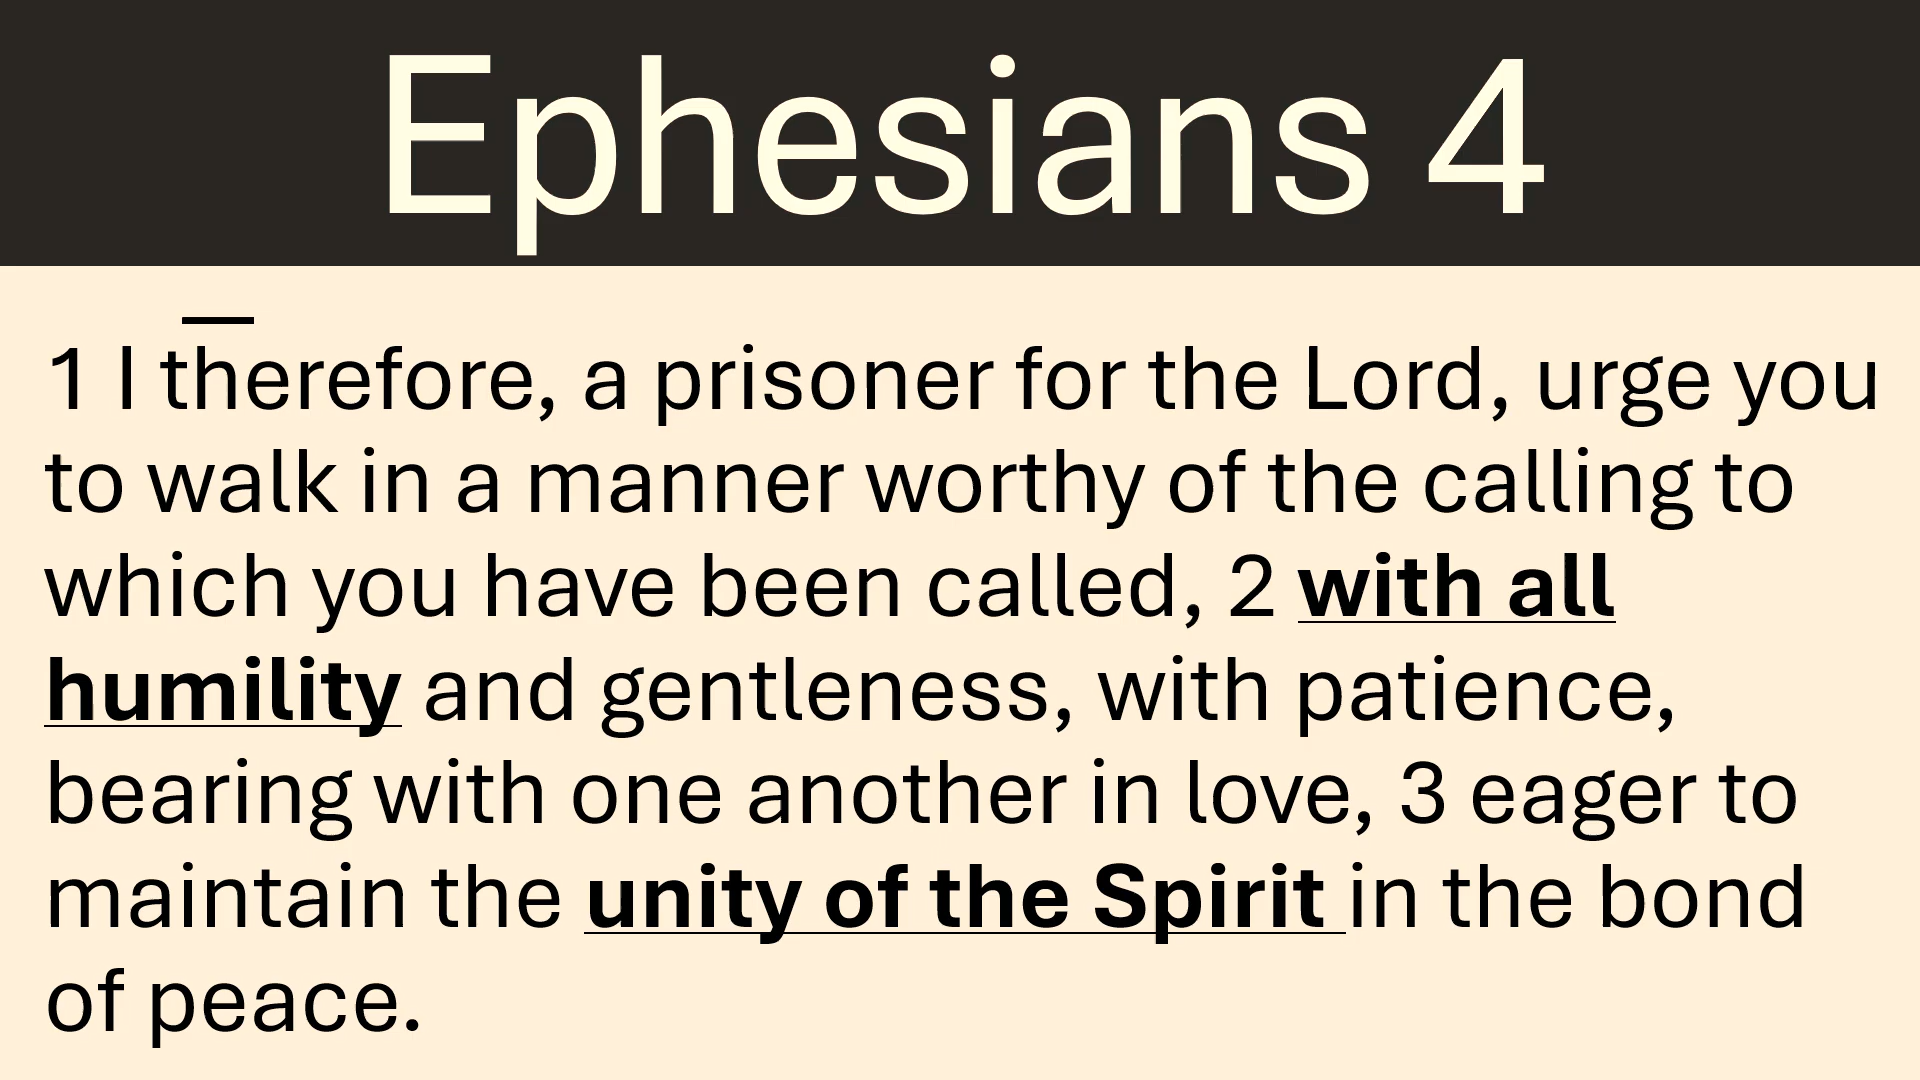 Ephesians 4
1 I therefore, a prisoner for the Lord, urge you
to walk in a manner worthy of the calling to
which you have been called, 2 with all
humility and gentleness, with patience,
bearing with one another in love, 3 eager to
maintain the unity of the Spirit in the bond
of peace.